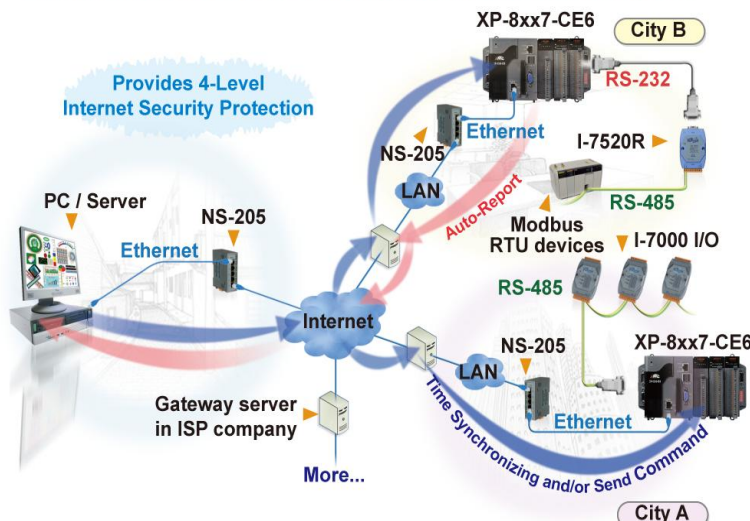 XP-8xx7-CE6
City B
Provides 4-Level
Internet Security Protection
RS-232
NS-205
Ethernet
I-7520R
LAN
PC / Server
NS-205
Auto-Report
Modbus
RTU devices
RS-485
Ethernet
I-7000 I/O
RS-485
Internet
XP-8xx7-CE6
NS-205
LAN
Gateway server
in ISP company
Ethernet
Time Synchronizing and/or Send Command
More...
City A